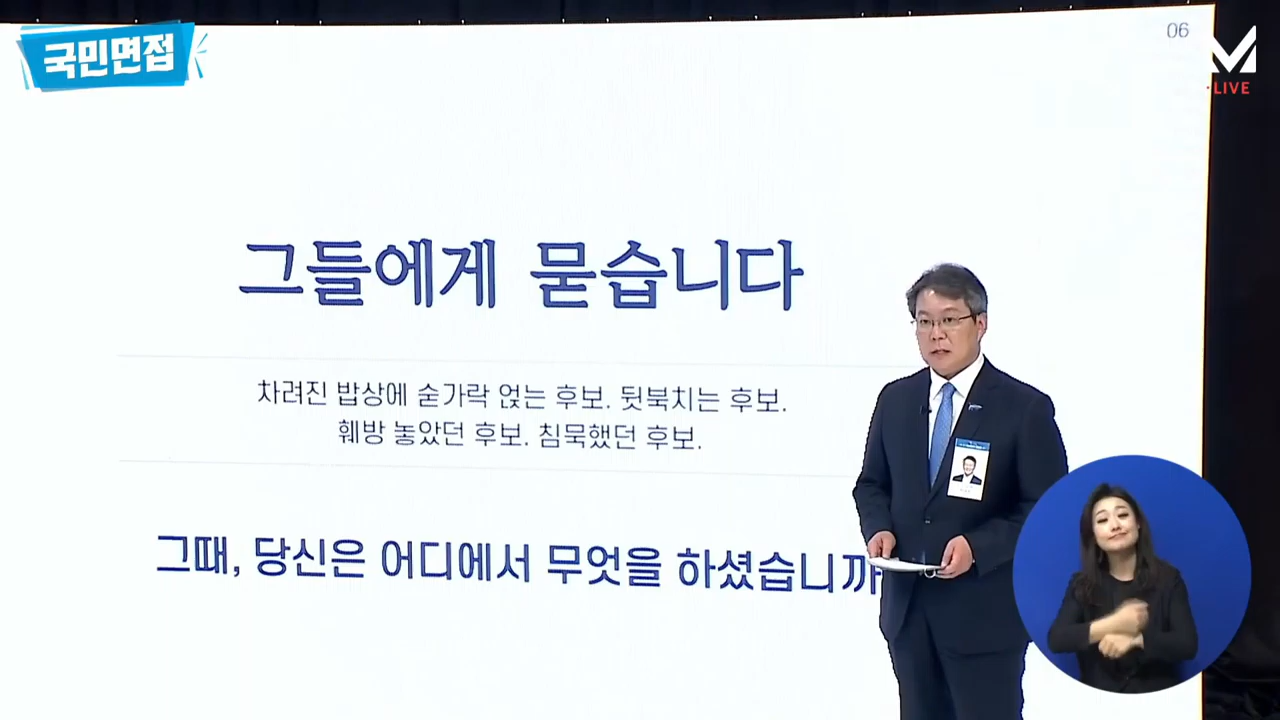 국민면접
06
LIVE
그들에게 묻습니다
차려진 밥상에 숟가락 얹는 후보. 뒷북치는 후보.
훼방 놓았던 후보. 침묵했던 후보.
그때, 당신은 어디에서 무엇을 하셨습니까